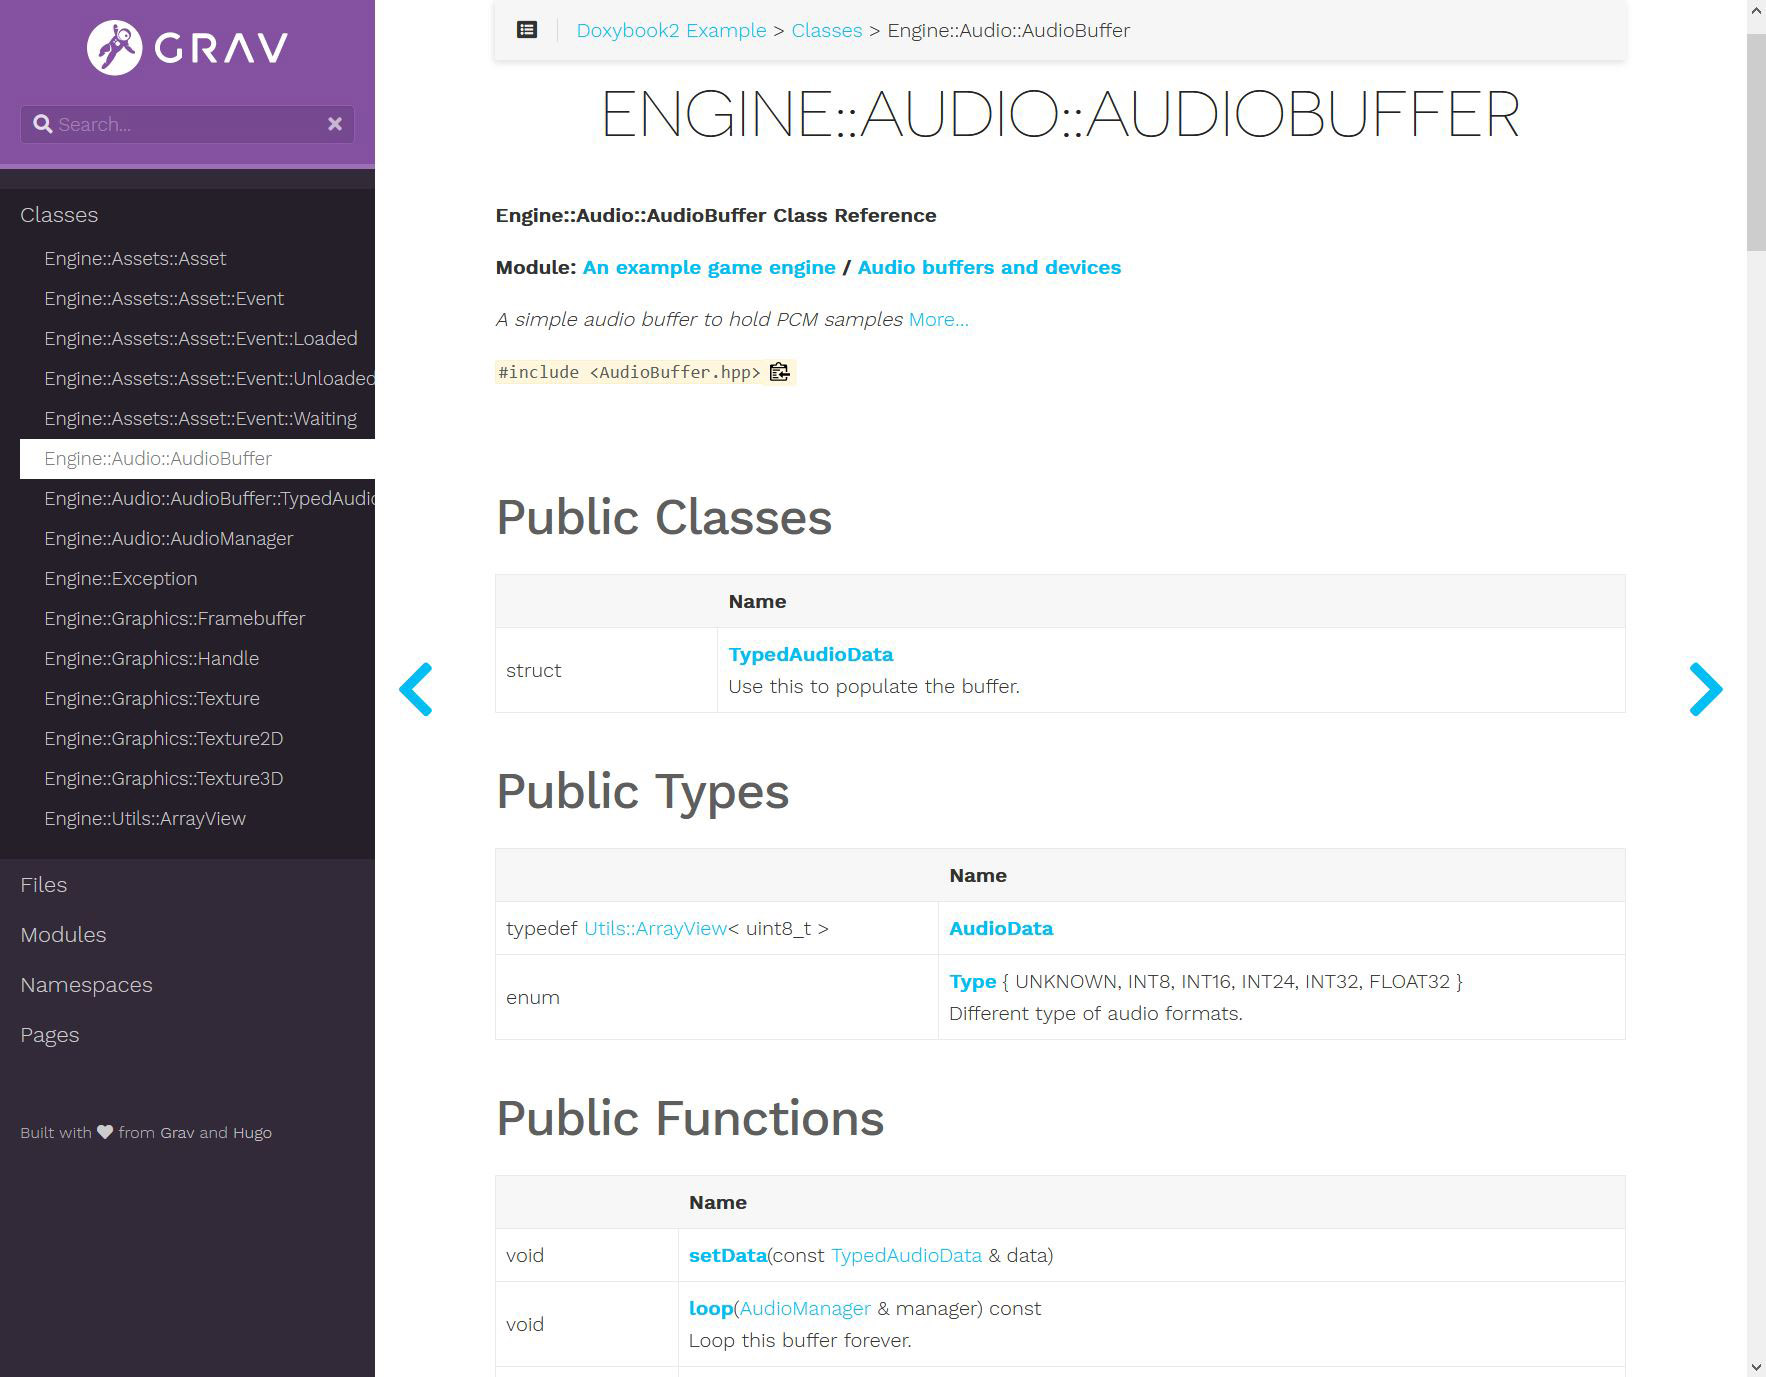 GRAV
Search...
Classes
Engine::Assets::Asset
Engine::Assets::Asset::Event
Engine::Assets::Asset::Event::Loaded
Engine::Assets::Asset::Event::Unloaded
Engine::Assets::Asset::Event::Waiting
Engine::Audio::AudioBuffer
Engine::Audio::AudioBuffer::TypedAudio
Engine::Audio::AudioManager
Engine::Exception
Engine::Graphics::Framebuffer
Engine::Graphics::Handle
Engine::Graphics::Texture
Engine::Graphics::Texture2D
Engine::Graphics::Texture3D
Engine::Utils::ArrayView
Files
Modules
Namespaces
Pages
Built with from Grav and Hugo
Doxybook2 Example > Classes > Engine::Audio::AudioBuffer
ENGINE::AUDIO::AUDIOBUFFER
Engine::Audio::AudioBuffer Class Reference
Module: An example game engine / Audio buffers and devices
A simple audio buffer to hold PCM samples More...
#include <AudioBuffer.hpp>
Public Classes
Name
struct
TypedAudioData
Use this to populate the buffer.
Public Types
Name
typedef Utils::ArrayView< uint8_t > AudioData
enum
Type { UNKNOWN, INT8, INT16, INT24, INT32, FLOAT32 }
Different type of audio formats.
Public Functions
Name
void setData(const TypedAudioData & data)
void
loop(AudioManager & manager) const
Loop this buffer forever.